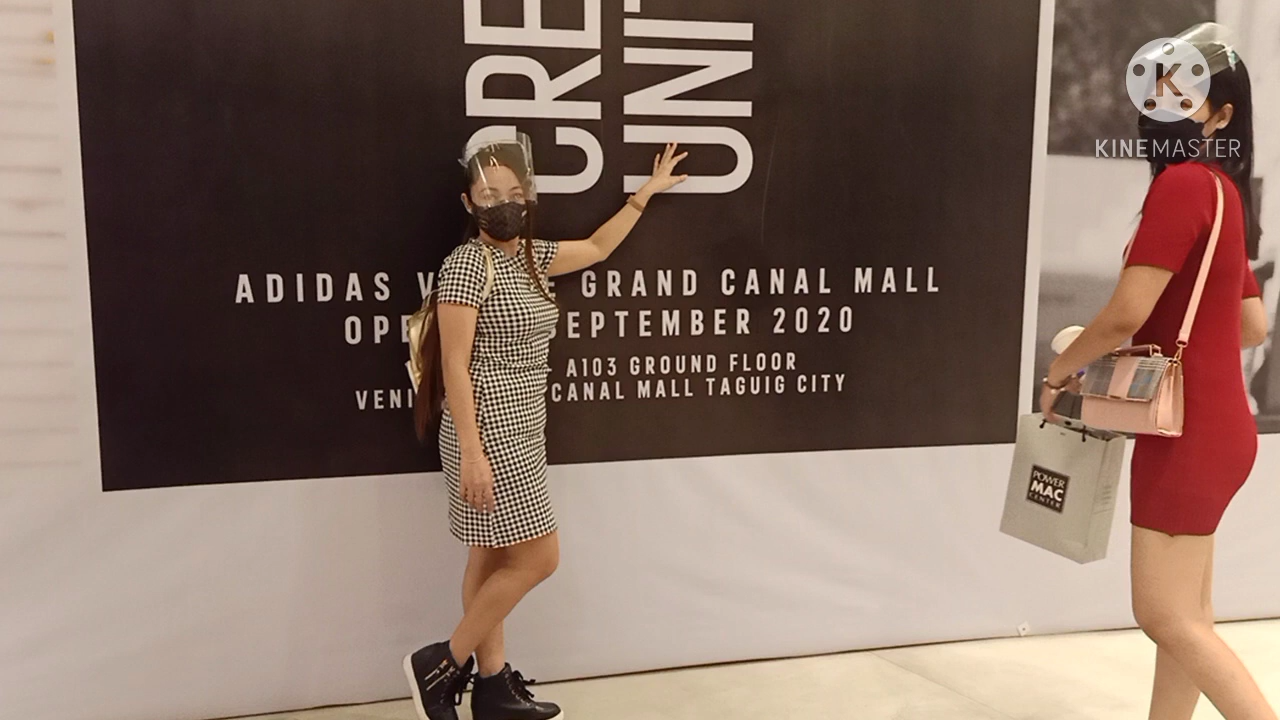 CRE
UNI
ADIDAS V E GRAND CANAL MALL
OPE SEPTEMBER 2020
A103 GROUND FLOOR
VENI CANAL MALL TAGUIG CITY
POWER
MAC
CENTER
K
KINEMASTER